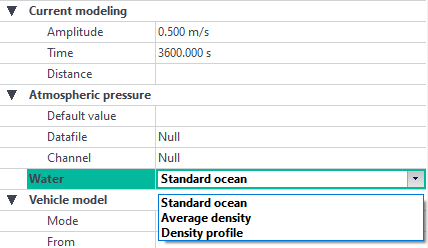 Current modeling
Amplitude 0.500 m/s
Time 3600.000 s
Distance
Atmospheric pressure
Default value
Datafile Null
Channel Null
Water Standard ocean
Standard ocean
Vehicle model
Average density
Mode
Density profile
From